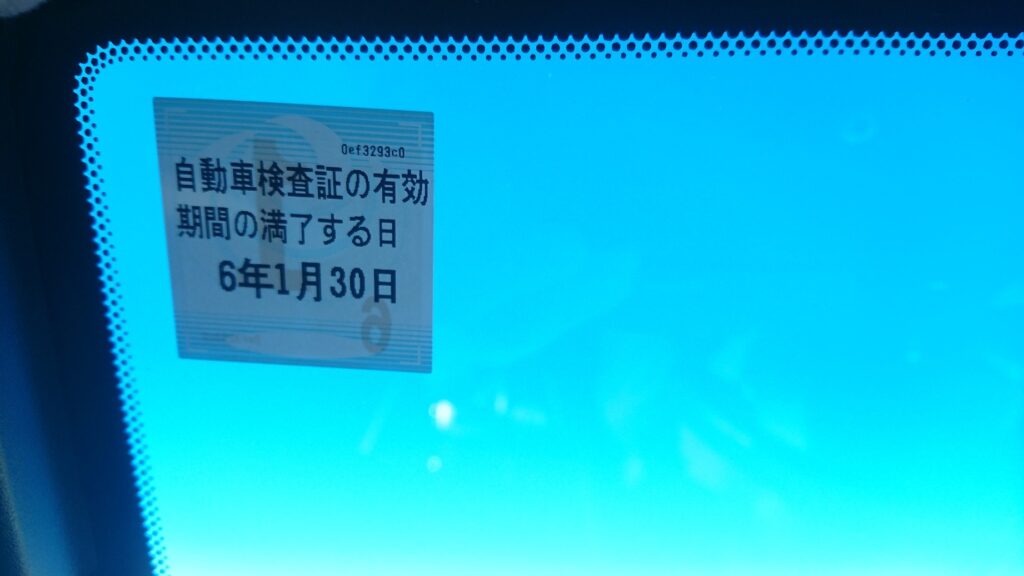 0ef3293c0
自動車検査証の有効
期間の満了する日
6年1月30日